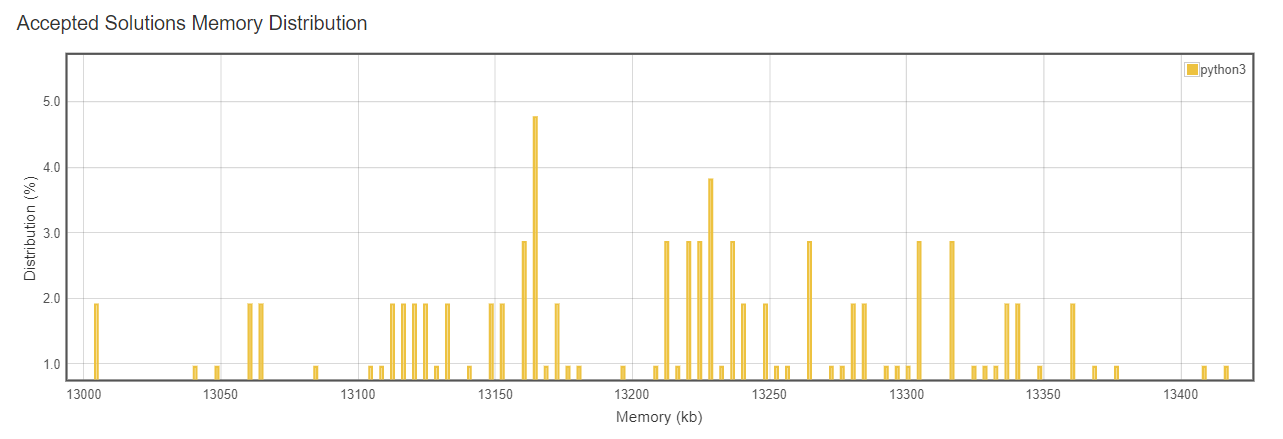 Accepted Solutions Memory Distribution
python3
5.0
4.0
3.0
2.0
1.0
Distribution (%)
13000 13050 13100 13150 13200 13250 13300 13350 13400
Memory (kb)